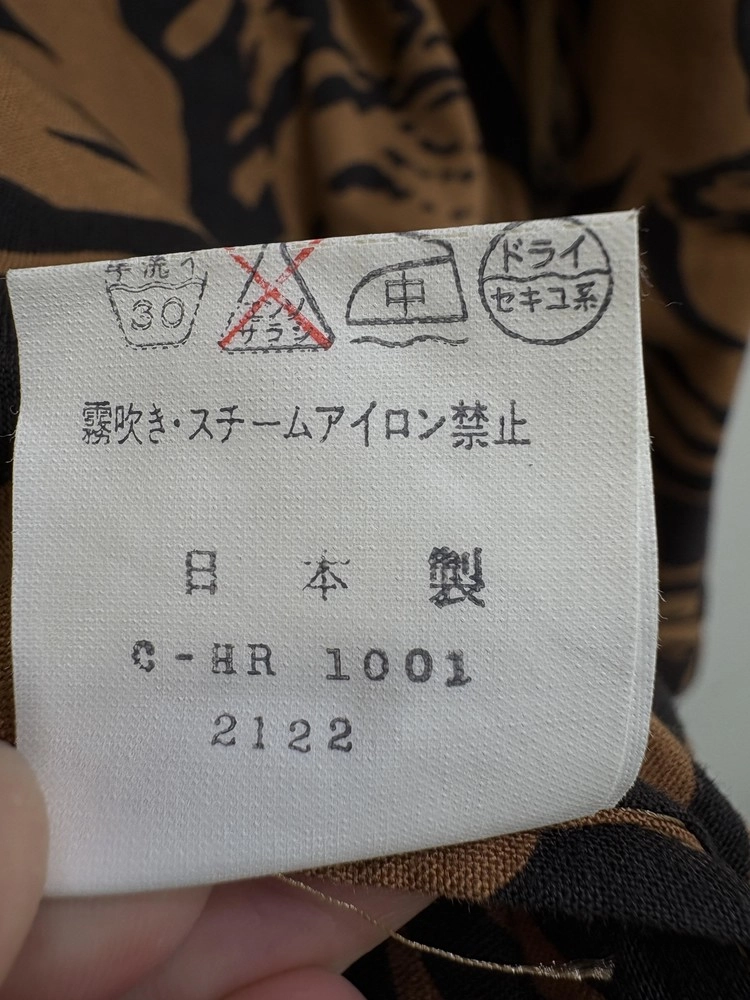 手洗イ
30
エンソ
サラシ
中
ドライ
セキユ系
霧吹き・スチームアイロン禁止
日本製
C-HR 1001
2122